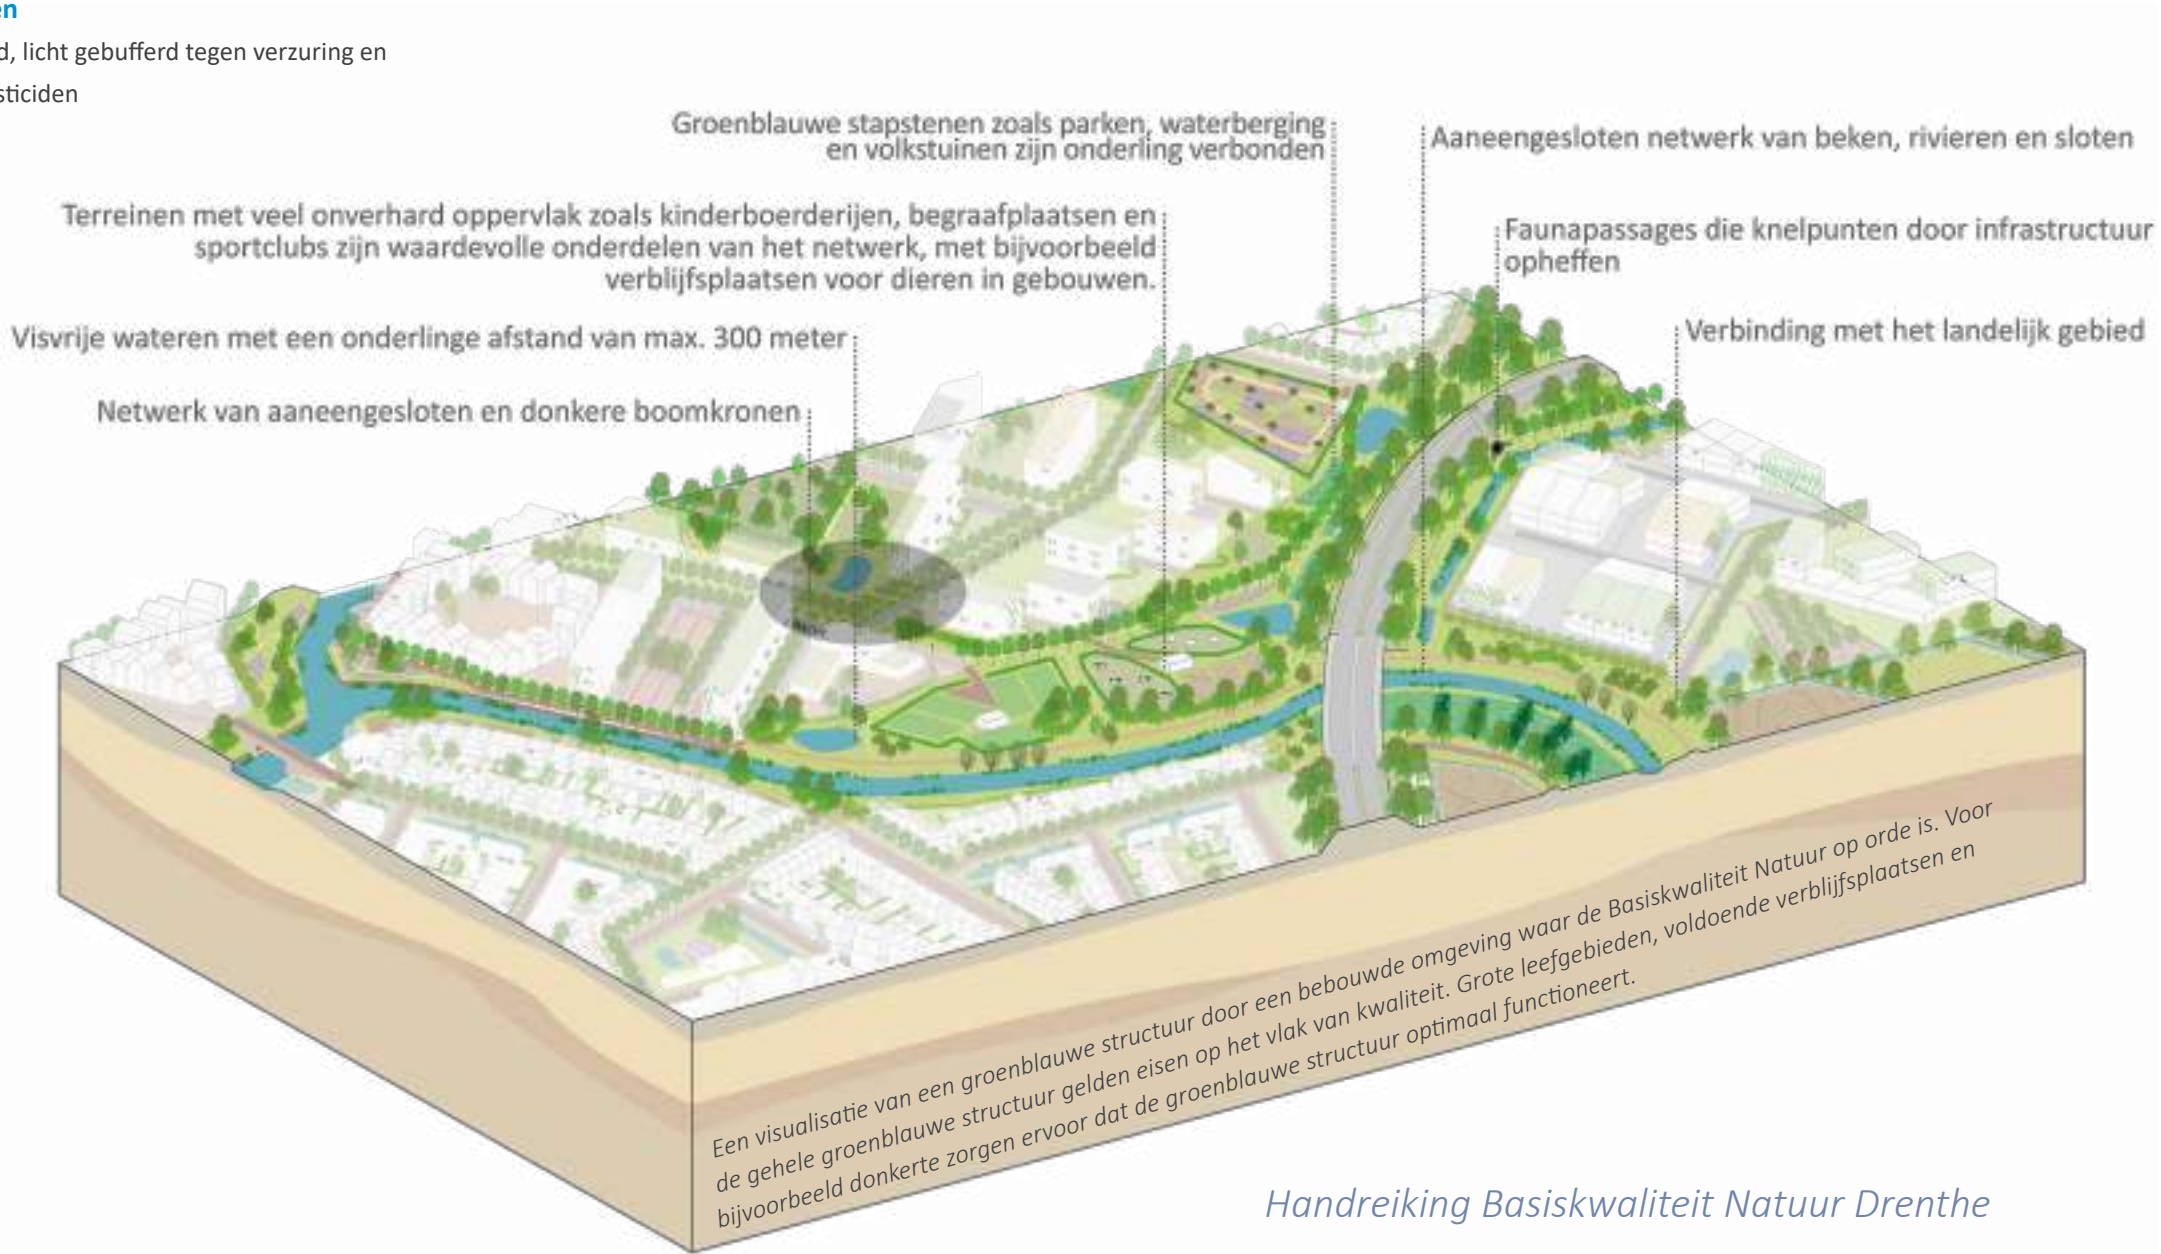 en
d, licht gebufferd tegen verzuring en
sticiden
Groenblauwe stapstenen zoals parken, waterberging
en volkstuinen zijn onderling verbonden
Aaneengesloten netwerk van beken, rivieren en sloten
Terreinen met veel onverhard oppervlak zoals kinderboerderijen, begraafplaatsen en
sportclubs zijn waardevolle onderdelen van het netwerk, met bijvoorbeeld
verblijfsplaatsen voor dieren in gebouwen.
Faunapassages die knelpunten door infrastructuur
opheffen
Visvrije wateren met een onderlinge afstand van max. 300 meter
Verbinding met het landelijk gebied
Netwerk van aaneengesloten en donkere boomkronen
Een visualisatie van een groenblauwe structuur door een bebouwde omgeving waar de Basiskwaliteit Natuur op orde is. Voor
de gehele groenblauwe structuur gelden eisen op het vlak van kwaliteit. Grote leefgebieden, voldoende verblijfsplaatsen en
bijvoorbeeld donkerte zorgen ervoor dat de groenblauwe structuur optimaal functioneert.
Handreiking Basiskwaliteit Natuur Drenthe